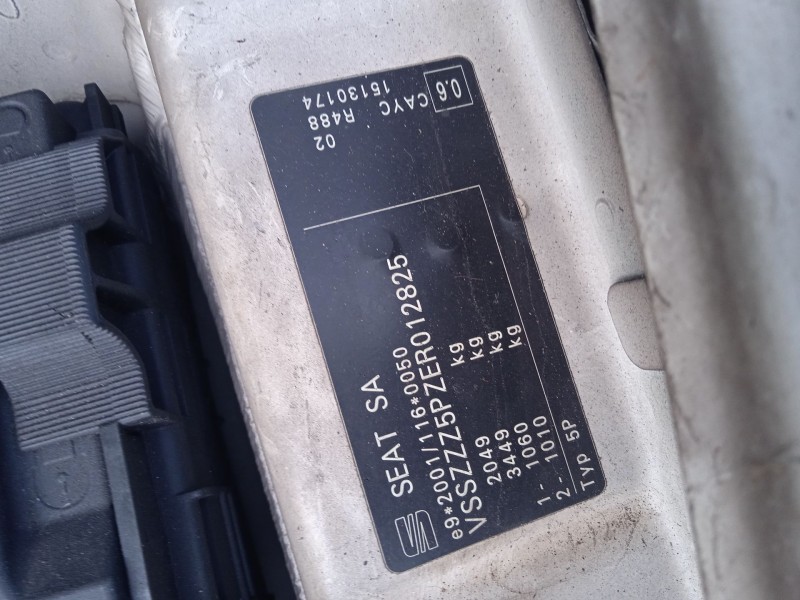 SEAT SA
e9*2001/116*0050
VSSZZZ5PZER012825
2049 kg
3449 kg
1- 1060 kg
2- 1010 kg
TYP 5P
02
R488
15130174
CAYC
0.6